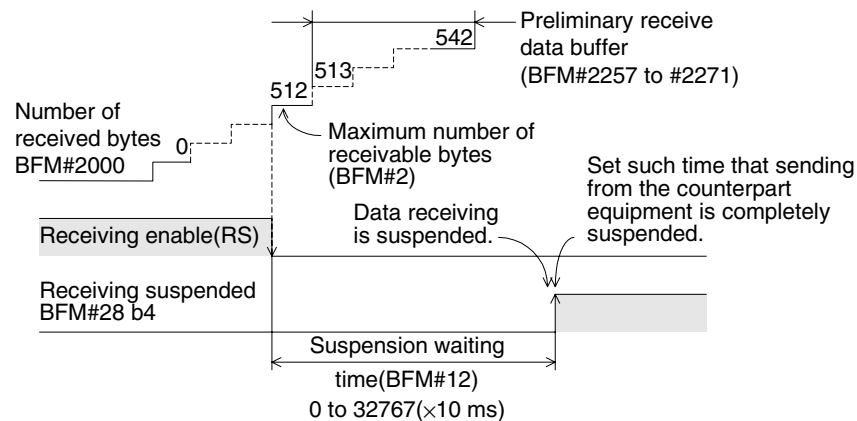 Preliminary receive
data buffer
(BFM#2257 to #2271)
542
513
512
Number of
received bytes
BFM#2000
0
Maximum number of
receivable bytes
(BFM#2)
Set such time that sending
from the counterpart
equipment is completely
suspended.
Data receiving
is suspended.
Receiving enable(RS)
Receiving suspended
BFM#28 b4
Suspension waiting
time(BFM#12)
0 to 32767(×10 ms)